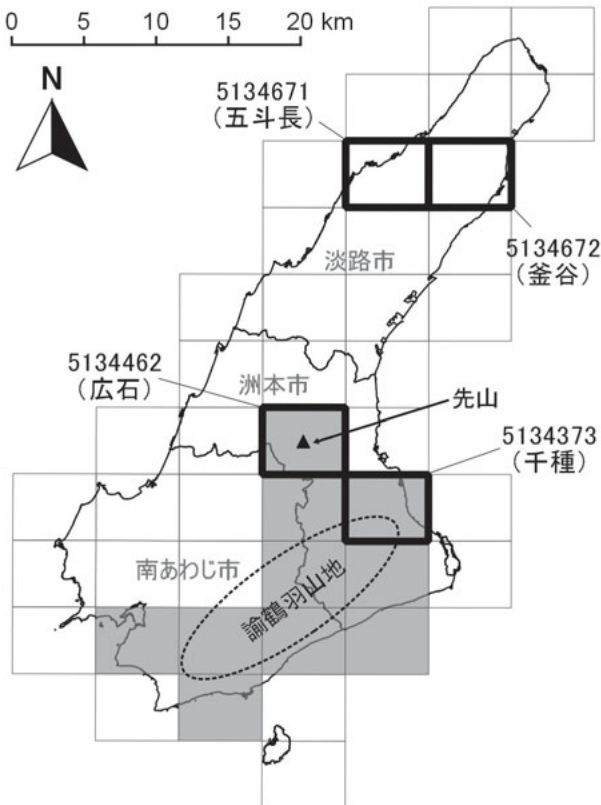 0 5 10 15 20 km
N
5134671
(五斗長)
5134672
(釜谷)
淡路市
5134462
(広石)
洲本市
先山
5134373
(千種)
南あわじ市
諭鶴羽山地